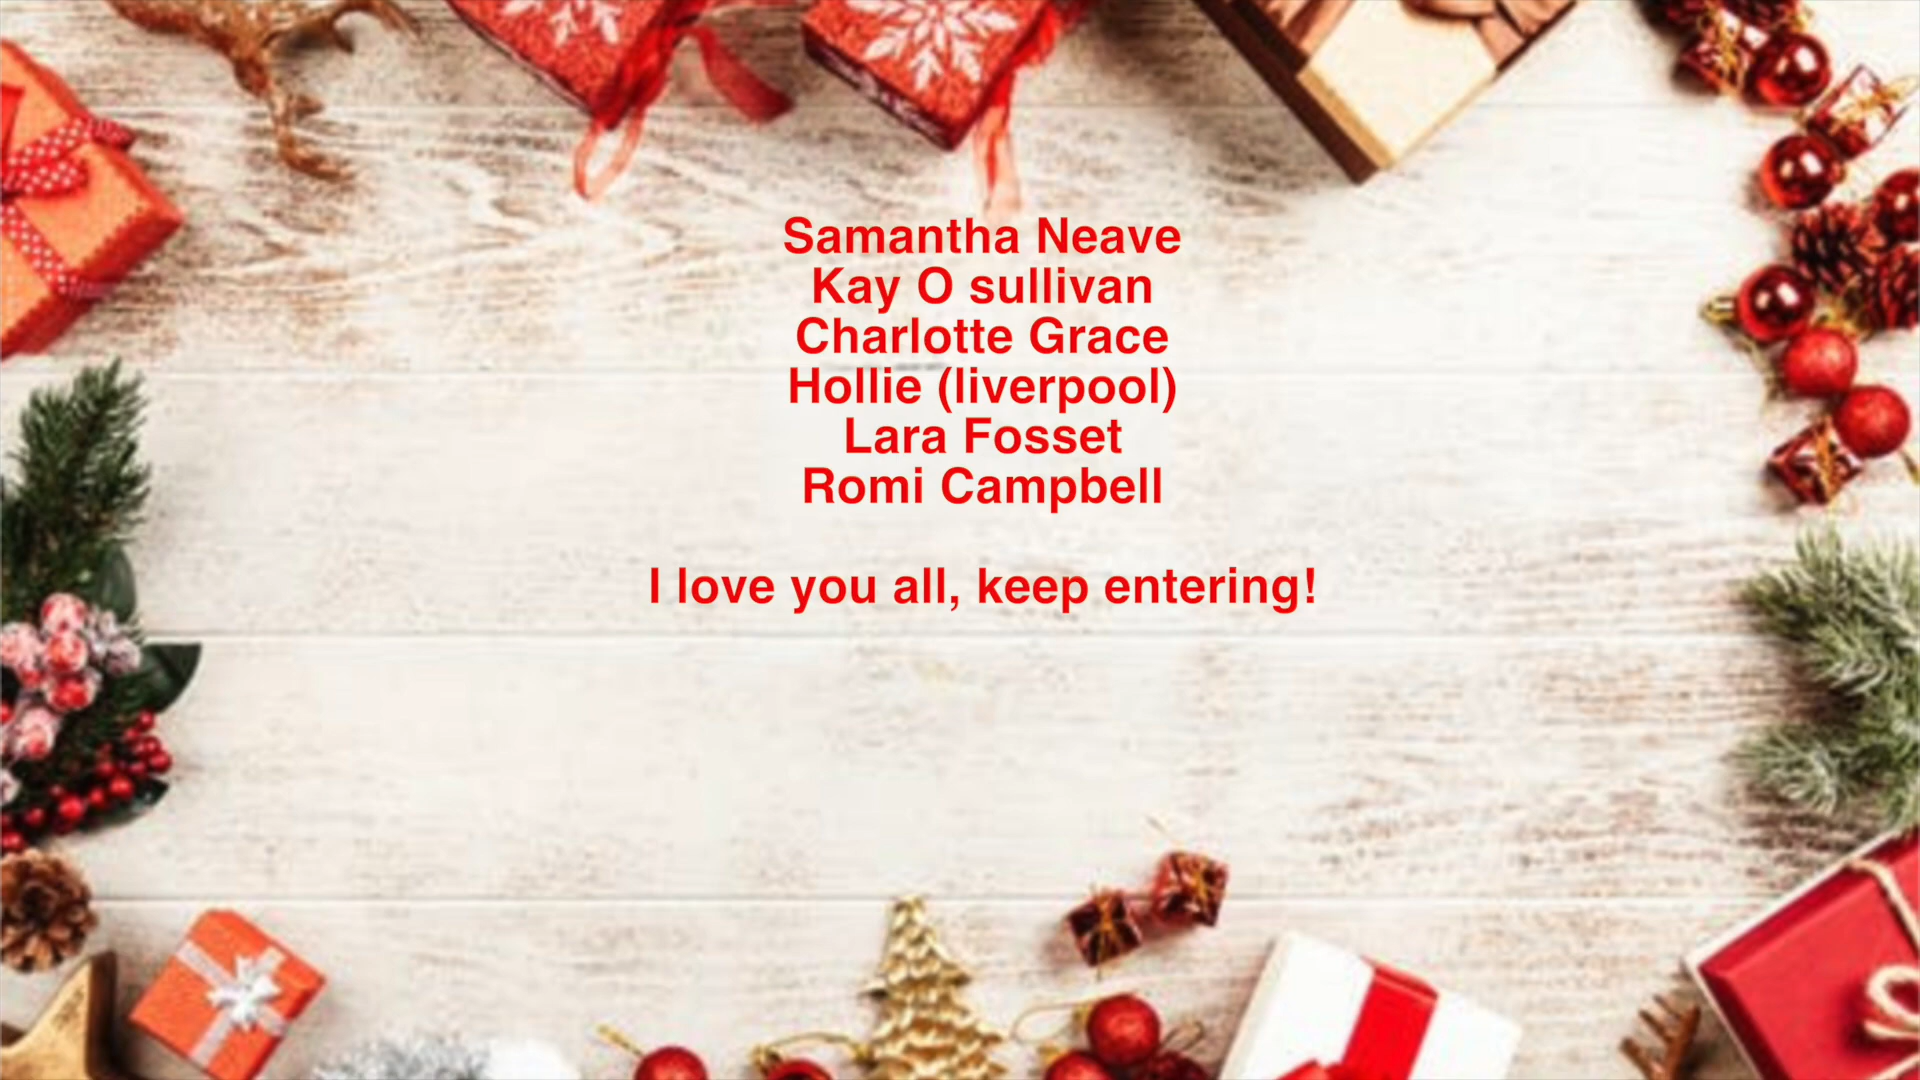 Samantha Neave
Kay O sullivan
Charlotte Grace
Hollie (liverpool)
Lara Fosset
Romi Campbell
I love you all, keep entering!